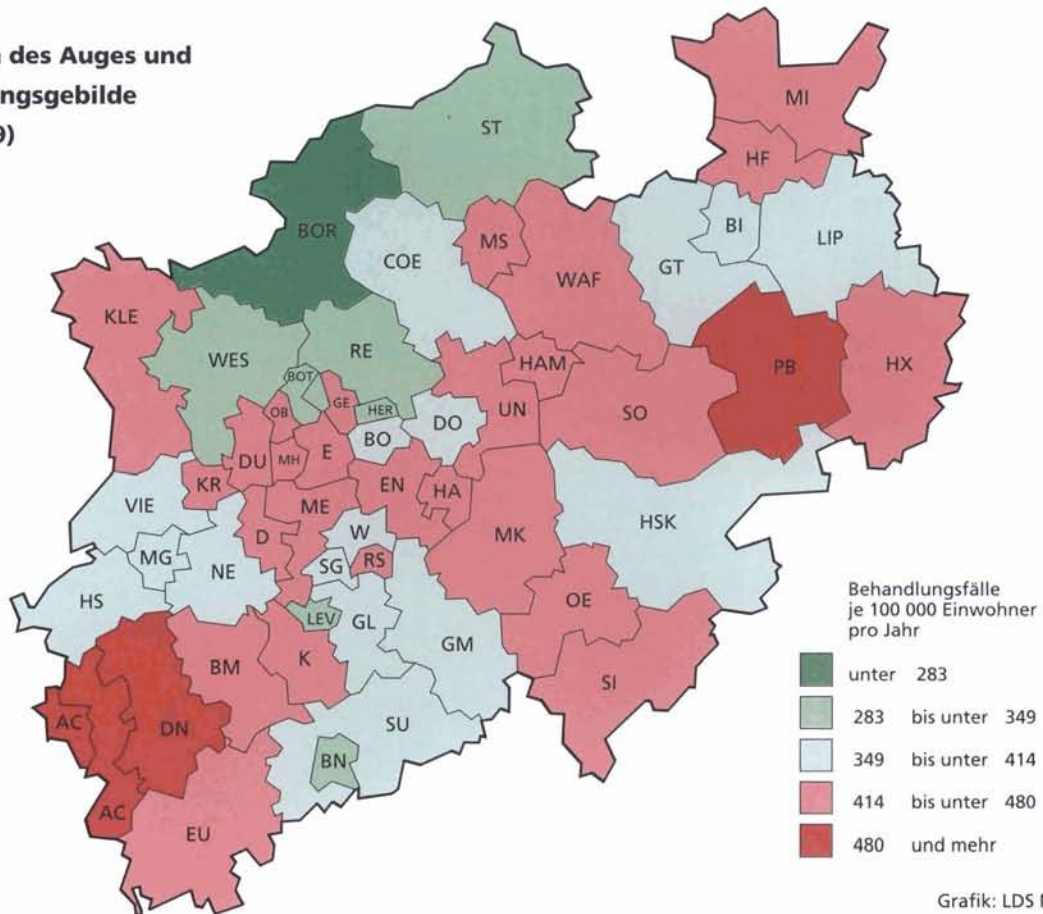 des Auges und
ngsgebilde
9)
MI
ST
HF
BI
LIP
BOR
MS
COE
GT
WAF
KLE
RE
WES
HAM
PB
HX
BOT
GE
OB
HER
UN
SO
DO
BO
E
DU
MH
EN
HA
KR
VIE
ME
HSK
W
MK
D
MG
NE
SG
RS
HS
OE
LEV
GL
GM
K
BM
SI
AC
DN
SU
BN
AC
EU
Behandlungsfälle
je 100 000 Einwohner
pro Jahr
unter 283
283 bis unter 349
349 bis unter 414
414 bis unter 480
480 und mehr
Grafik: LDS